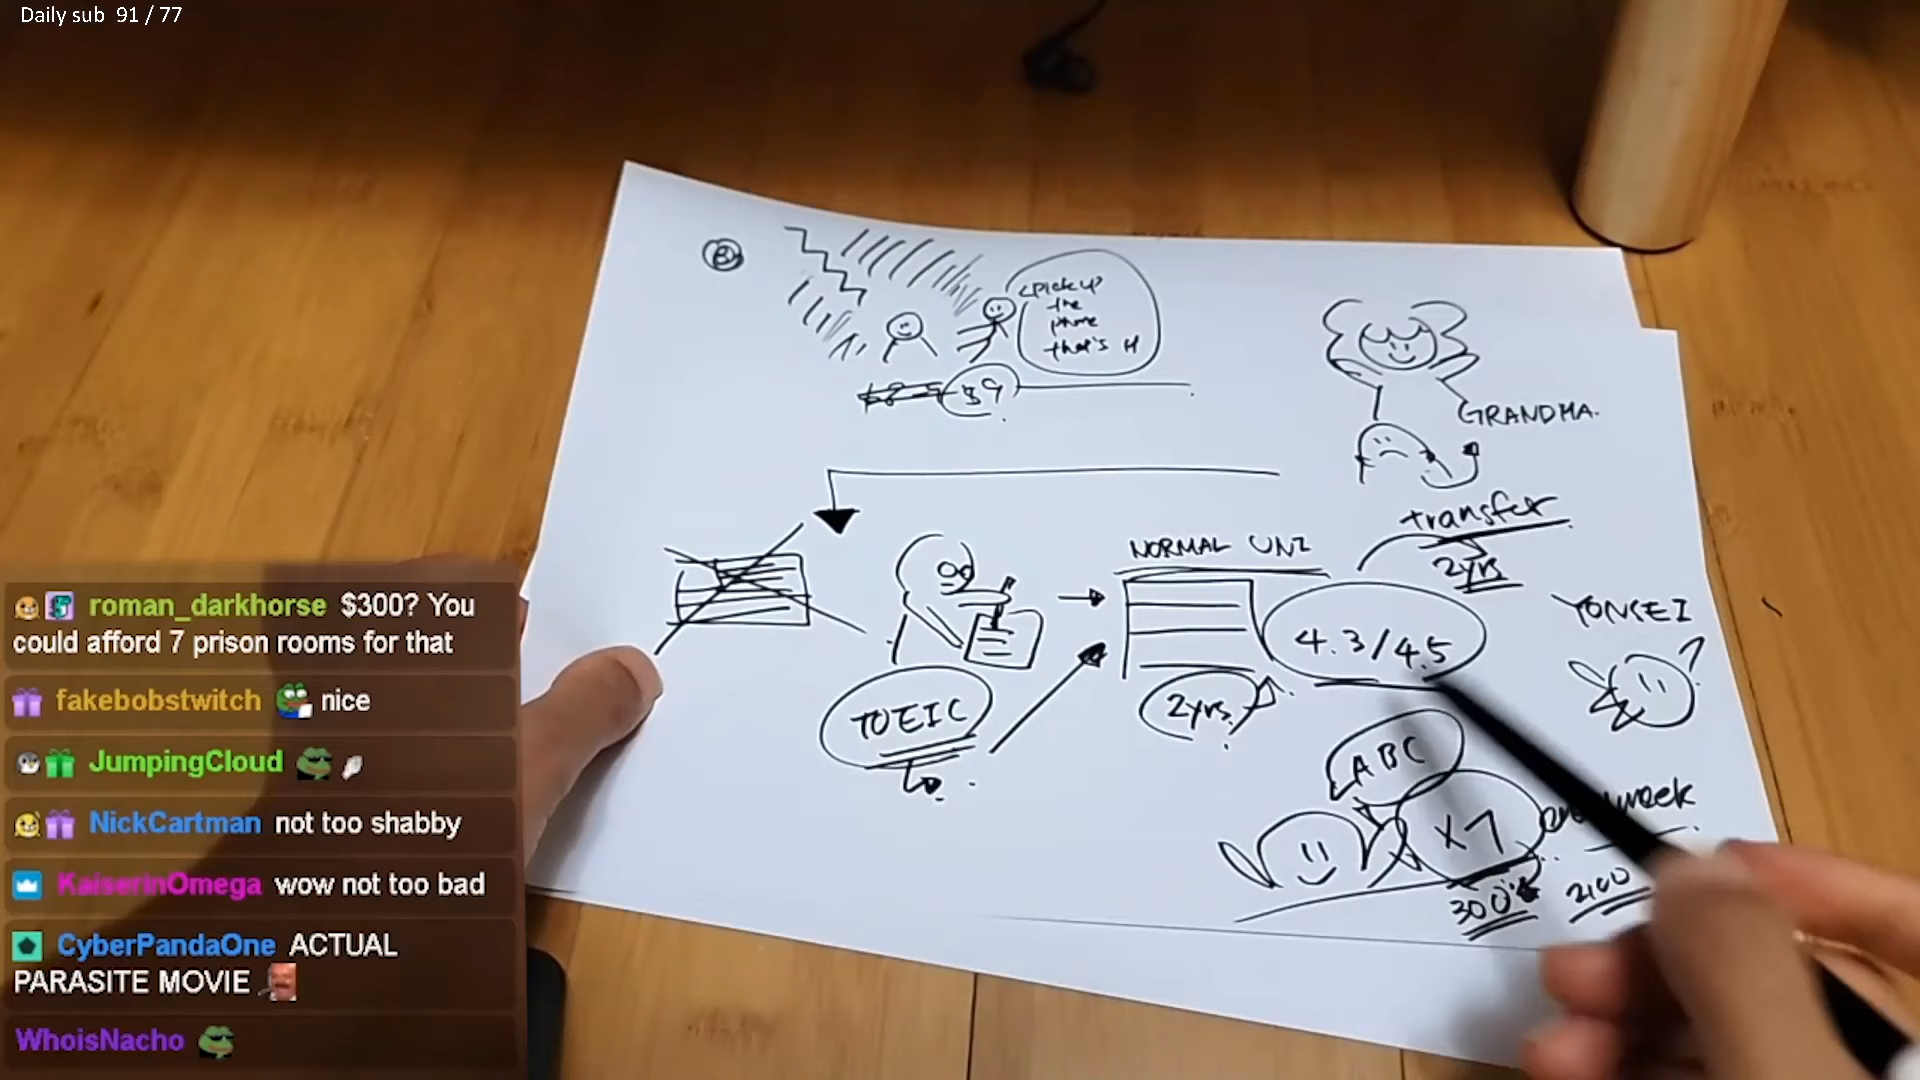 Daily sub 91 / 77
B
pick up
the
phone
that's it
$9
GRANDMA.
transfer
2yrs
NORMAL UNI
YONSEI
4.3/4.5
2yrs.
TOEIC
ABC
X7
week
300
2100
roman_darkhorse $300? You
could afford 7 prison rooms for that
fakebobstwitch nice
JumpingCloud
NickCartman not too shabby
KaiserInOmega wow not too bad
CyberPandaOne ACTUAL
PARASITE MOVIE
WhoisNacho